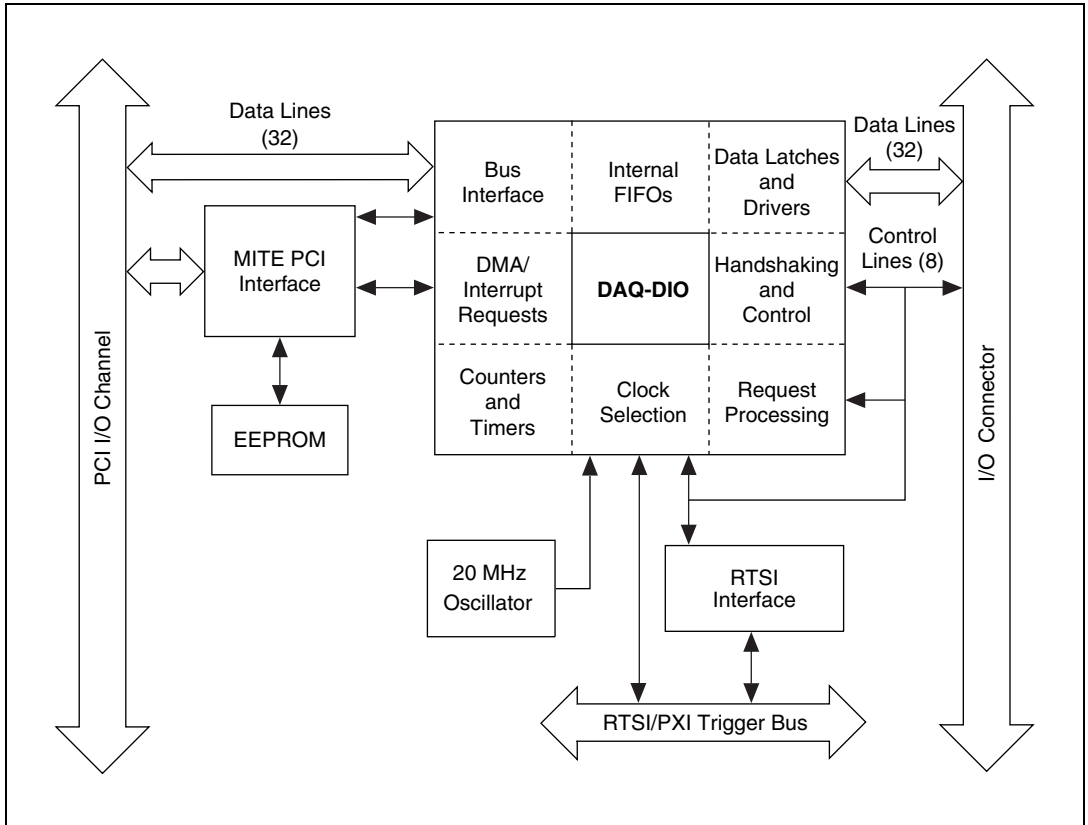 Data Lines
(32)
Data Lines
(32)
Bus
Interface
Internal
FIFOs
Data Latches
and
Drivers
MITE PCI
Interface
DMA/
Interrupt
Requests
DAQ-DIO
Handshaking
and
Control
Control
Lines (8)
Counters
and
Timers
Clock
Selection
Request
Processing
EEPROM
PCI I/O Channel
I/O Connector
20 MHz
Oscillator
RTSI
Interface
RTSI/PXI Trigger Bus